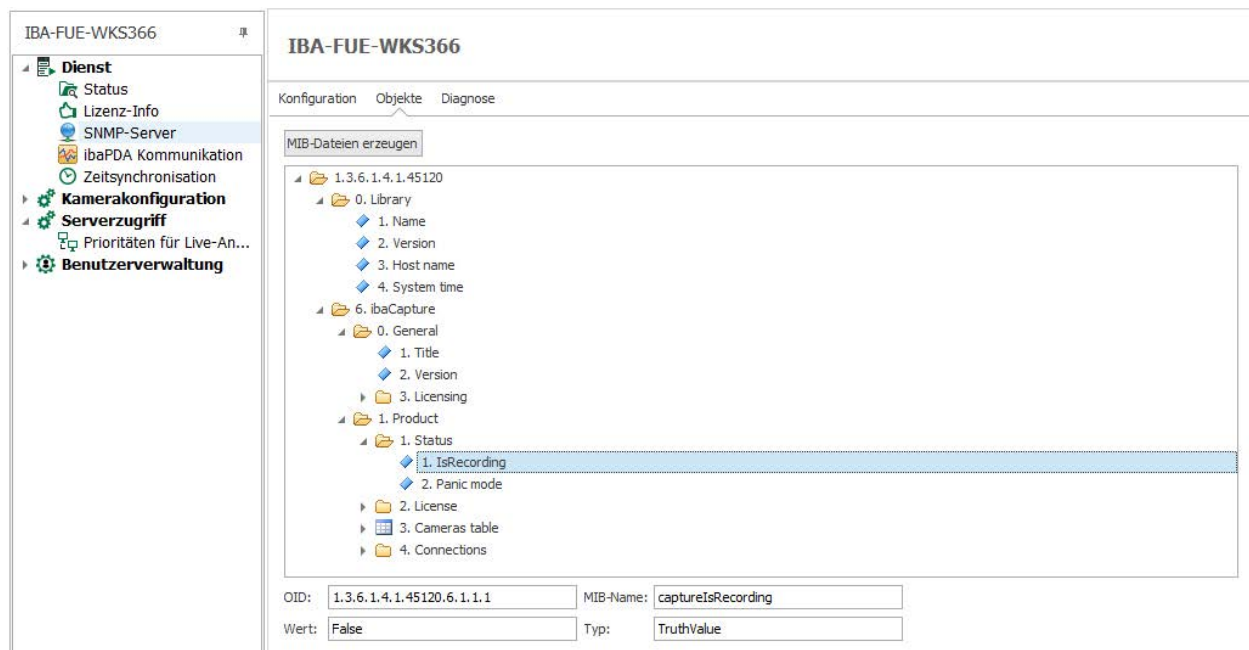 IBA-FUE-WKS366
Dienst
Status
Lizenz-Info
SNMP-Server
ibaPDA Kommunikation
Zeitsynchronisation
Kamerakonfiguration
Serverzugriff
Prioritäten für Live-An...
Benutzerverwaltung
IBA-FUE-WKS366
Konfiguration Objekte Diagnose
MIB-Dateien erzeugen
1.3.6.1.4.1.45120
0. Library
1. Name
2. Version
3. Host name
4. System time
6. ibaCapture
0. General
1. Title
2. Version
3. Licensing
1. Product
1. Status
1. IsRecording
2. Panic mode
2. License
3. Cameras table
4. Connections
OID: 1.3.6.1.4.1.45120.6.1.1.1 MIB-Name: captureIsRecording
Wert: False Typ: TruthValue